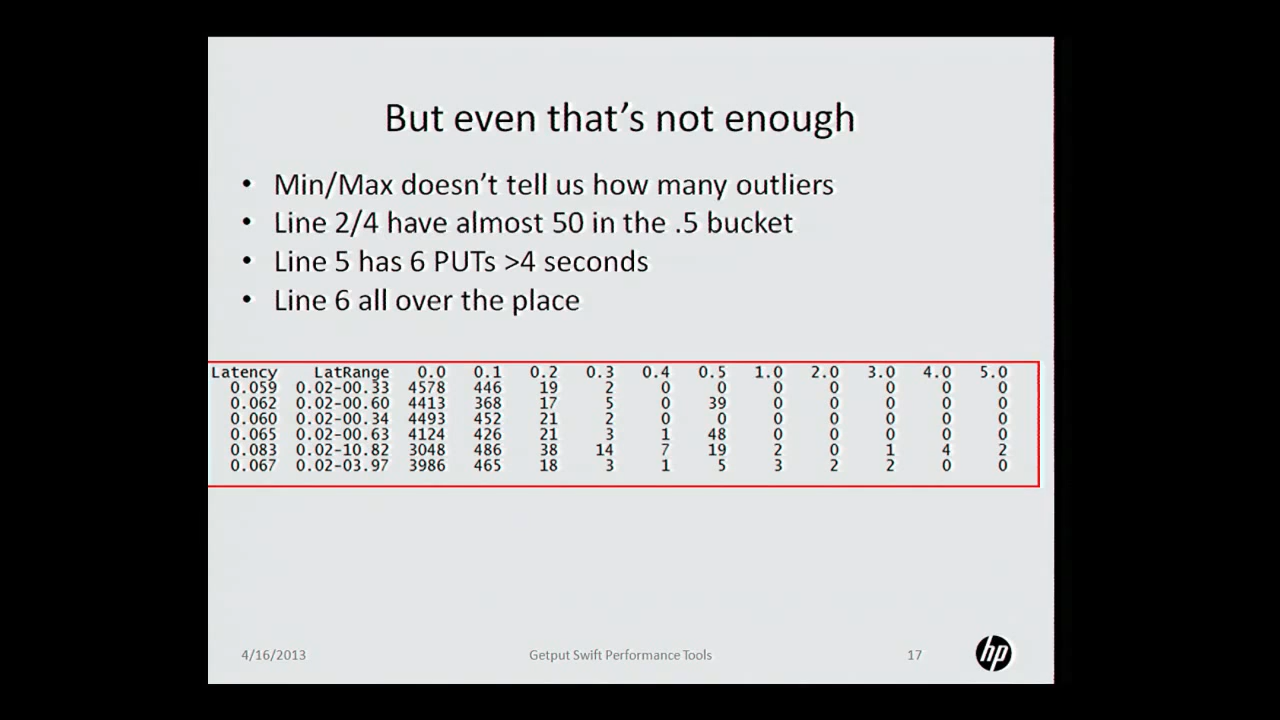 But even that's not enough
• Min/Max doesn't tell us how many outliers
• Line 2/4 have almost 50 in the .5 bucket
• Line 5 has 6 PUTs >4 seconds
• Line 6 all over the place
Latency LatRange 0.0 0.1 0.2 0.3 0.4 0.5 1.0 2.0 3.0 4.0 5.0
0.059 0.02-00.33 4578 446 19 2 0 0 0 0 0 0 0
0.062 0.02-00.60 4413 368 17 5 0 39 0 0 0 0 0
0.060 0.02-00.34 4493 452 21 2 0 0 0 0 0 0 0
0.065 0.02-00.63 4124 426 21 3 1 48 0 0 0 0 0
0.083 0.02-10.82 3048 486 38 14 7 19 2 0 1 4 2
0.067 0.02-03.97 3986 465 18 3 1 5 3 2 2 0 0
4/16/2013 Getput Swift Performance Tools 17 hp